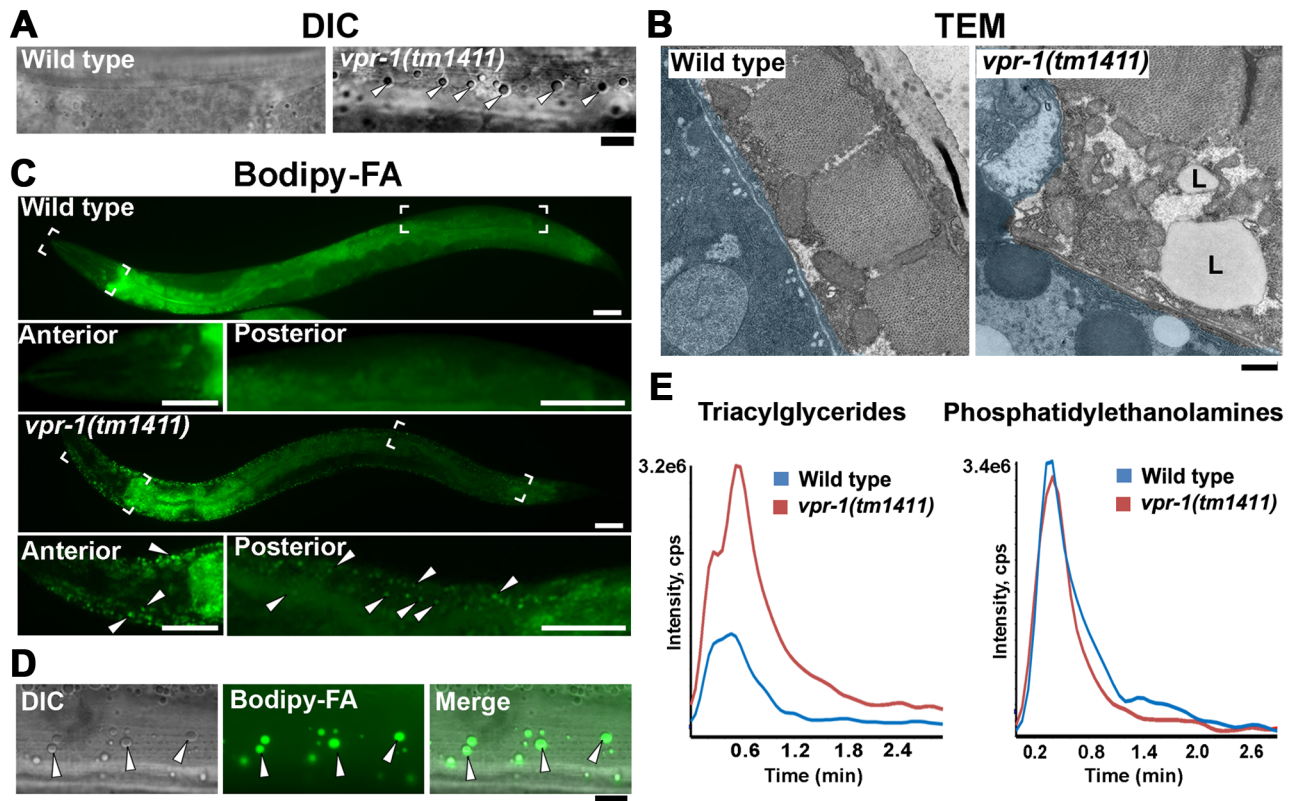 A
DIC
Wild type
vpr-1(tm1411)
B
TEM
Wild type
vpr-1(tm1411)
L
L
C
Bodipy-FA
Wild type
Anterior
Posterior
vpr-1(tm1411)
Anterior
Posterior
D
DIC
Bodipy-FA
Merge
E
Triacylglycerides
3.2e6
Wild type
vpr-1(tm1411)
Intensity, cps
0.6 1.2 1.8 2.4
Time (min)
Phosphatidylethanolamines
3.4e6
Wild type
vpr-1(tm1411)
Intensity, cps
0.2 0.8 1.4 2.0 2.6
Time (min)